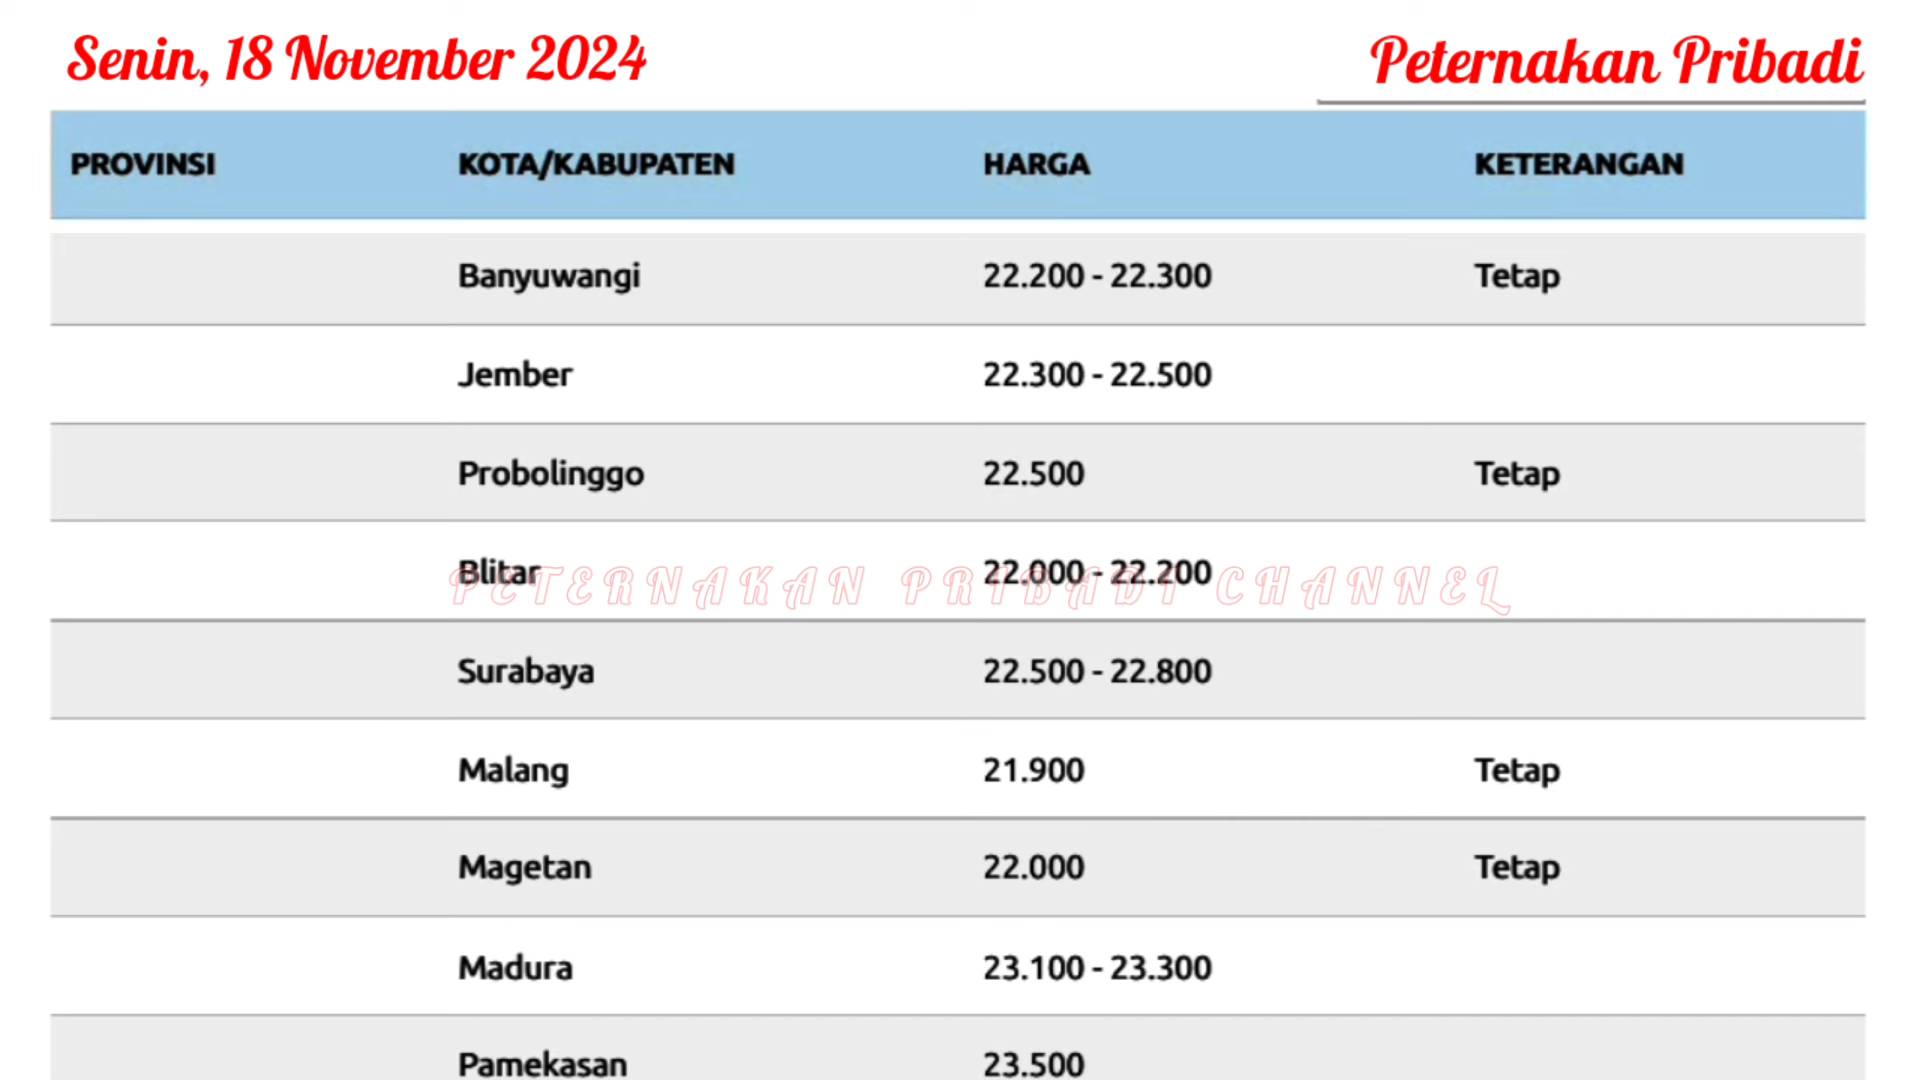 Senin, 18 November 2024 Peternakan Pribadi
PROVINSI KOTA/KABUPATEN HARGA KETERANGAN
Banyuwangi 22.200 - 22.300 Tetap
Jember 22.300 - 22.500
Probolinggo 22.500 Tetap
Blitar 22.000 - 22.200
PETERNAKAN PRIBADI CHANNEL
Surabaya 22.500 - 22.800
Malang 21.900 Tetap
Magetan 22.000 Tetap
Madura 23.100 - 23.300
Pamekasan 23.500